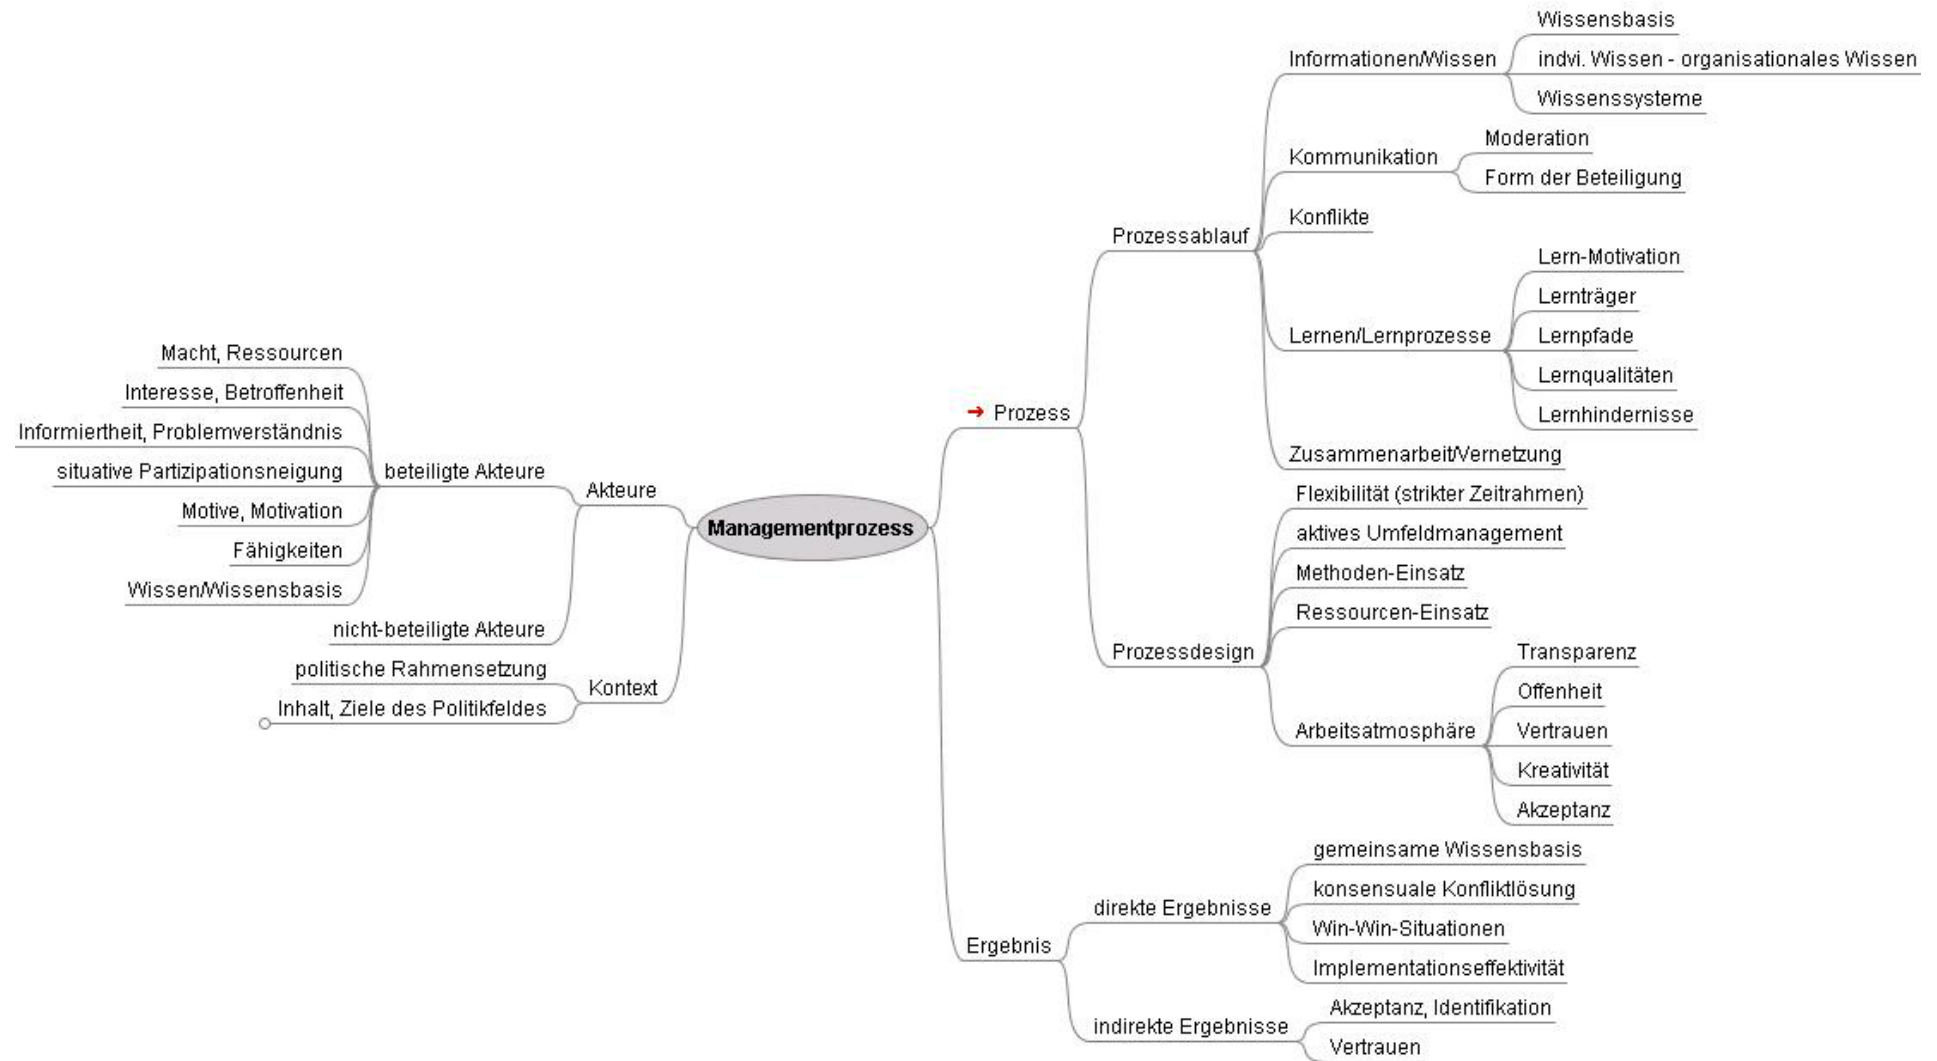 Managementprozess
Prozess
Prozessablauf
Informationen/Wissen
Wissensbasis
indvi. Wissen - organisationales Wissen
Wissenssysteme
Kommunikation
Moderation
Form der Beteiligung
Konflikte
Lernen/Lernprozesse
Lern-Motivation
Lernträger
Lernpfade
Lernqualitäten
Lernhindernisse
Zusammenarbeit/Vernetzung
Prozessdesign
Flexibilität (strikter Zeitrahmen)
aktives Umfeldmanagement
Methoden-Einsatz
Ressourcen-Einsatz
Arbeitsatmosphäre
Transparenz
Offenheit
Vertrauen
Kreativität
Akzeptanz
Ergebnis
direkte Ergebnisse
gemeinsame Wissensbasis
konsensuale Konfliktlösung
Win-Win-Situationen
Implementationseffektivität
indirekte Ergebnisse
Akzeptanz, Identifikation
Vertrauen
Akteure
beteiligte Akteure
Macht, Ressourcen
Interesse, Betroffenheit
Informiertheit, Problemverständnis
situative Partizipationsneigung
Motive, Motivation
Fähigkeiten
Wissen/Wissensbasis
nicht-beteiligte Akteure
Kontext
politische Rahmensetzung
Inhalt, Ziele des Politikfeldes